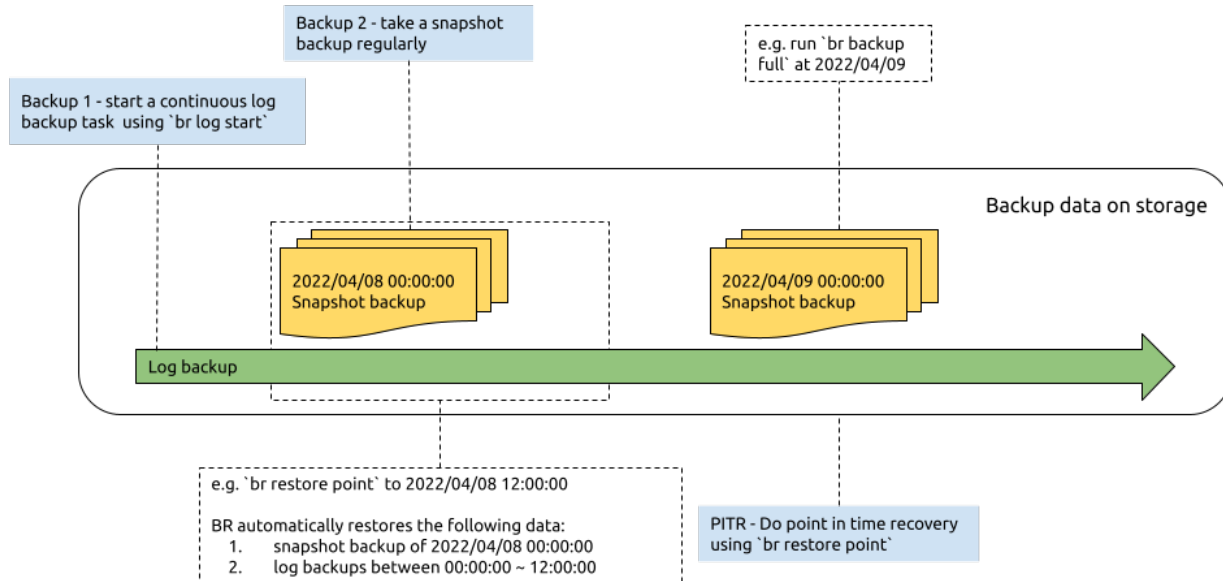 Backup 2 - take a snapshot
backup regularly
e.g. run `br backup
full` at 2022/04/09
Backup 1 - start a continuous log
backup task using `br log start`
Backup data on storage
2022/04/08 00:00:00
Snapshot backup
2022/04/09 00:00:00
Snapshot backup
Log backup
e.g. `br restore point` to 2022/04/08 12:00:00
BR automatically restores the following data:
1. snapshot backup of 2022/04/08 00:00:00
2. log backups between 00:00:00 ~ 12:00:00
PITR - Do point in time recovery
using `br restore point`